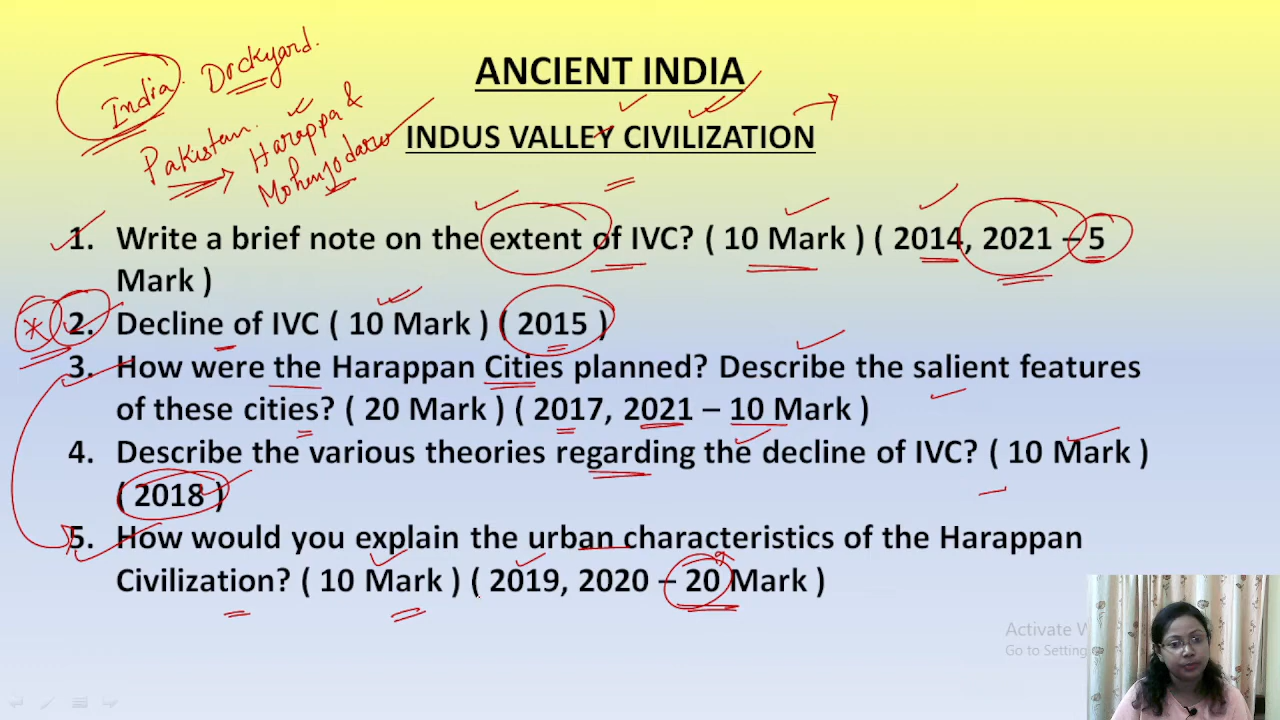 India. Dockyard.
Pakistan. Harappa &
Mohenjodaro
ANCIENT INDIA
INDUS VALLEY CIVILIZATION
1. Write a brief note on the extent of IVC? ( 10 Mark ) ( 2014, 2021 – 5
Mark )
2. Decline of IVC ( 10 Mark ) ( 2015 )
3. How were the Harappan Cities planned? Describe the salient features
of these cities? ( 20 Mark ) ( 2017, 2021 – 10 Mark )
4. Describe the various theories regarding the decline of IVC? ( 10 Mark )
( 2018 )
5. How would you explain the urban characteristics of the Harappan
Civilization? ( 10 Mark ) ( 2019, 2020 – 20 Mark )
Activate W
Go to Setting